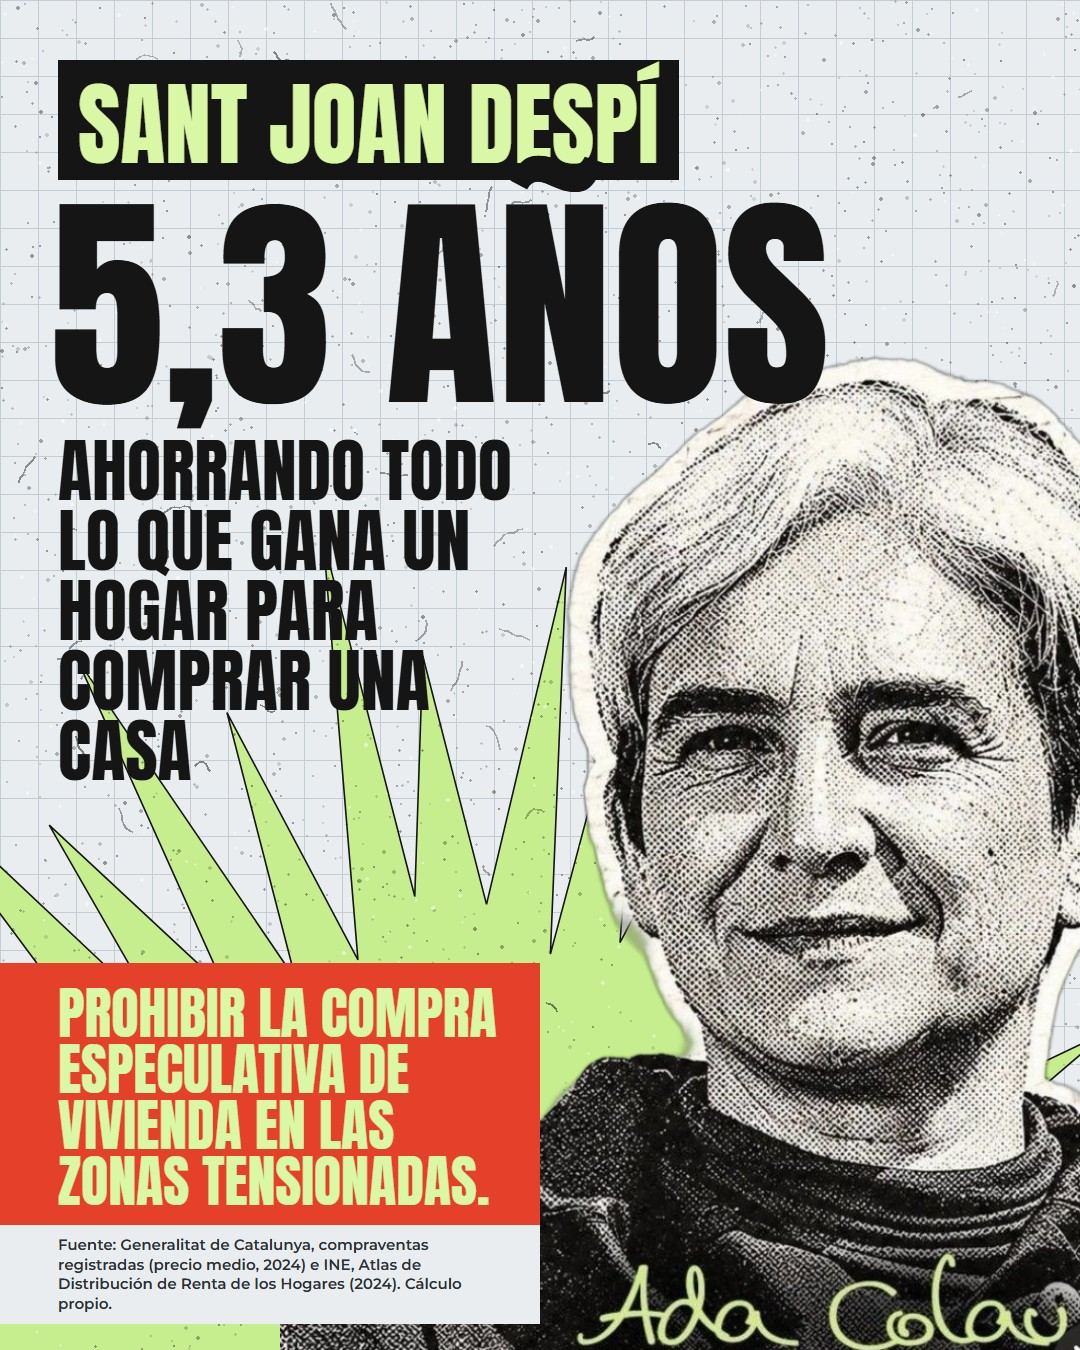 SANT JOAN DESPÍ
5,3 AÑOS
AHORRANDO TODO
LO QUE GANA UN
HOGAR PARA
COMPRAR UNA
CASA
PROHIBIR LA COMPRA
ESPECULATIVA DE
VIVIENDA EN LAS
ZONAS TENSIONADAS.
Fuente: Generalitat de Catalunya, compraventas
registradas (precio medio, 2024) e INE, Atlas de
Distribución de Renta de los Hogares (2024). Cálculo
propio.
Ada Colau